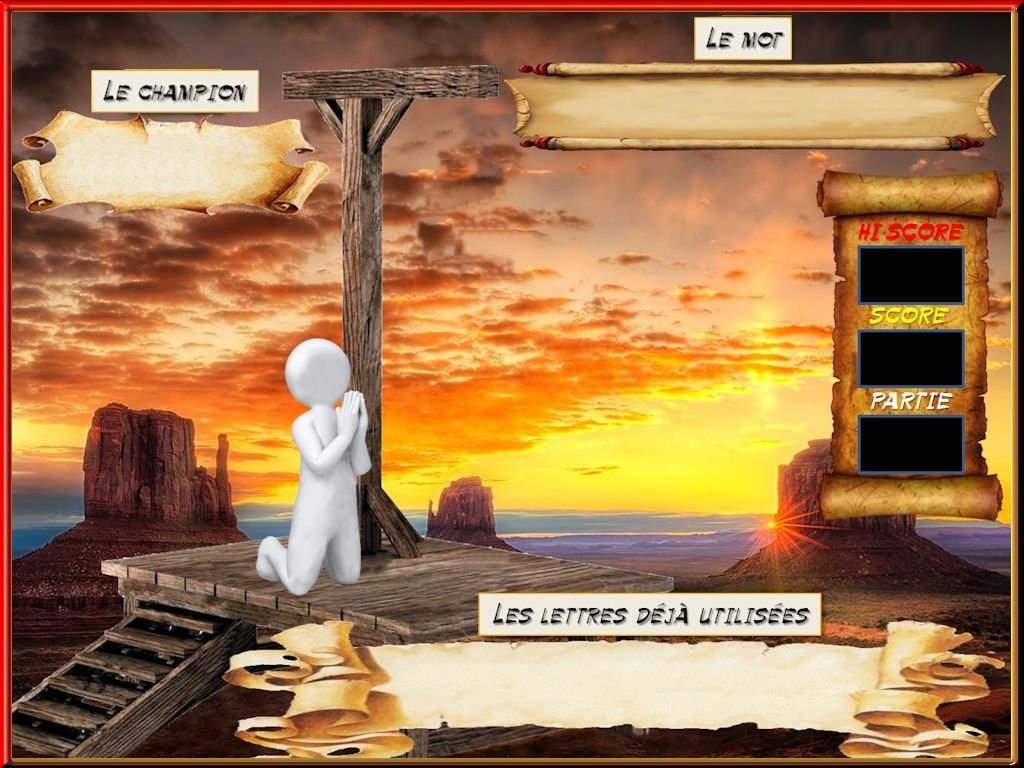 Le mot
Le champion
Hi-Score
Score
Partie
Les lettres déjà utilisées